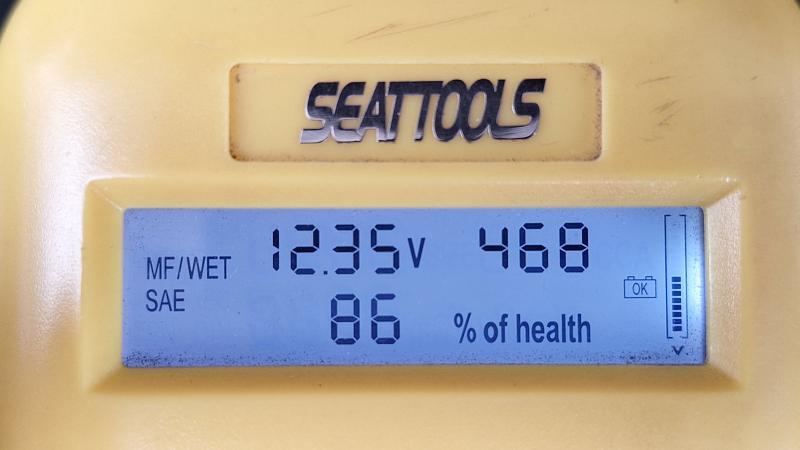 SEATTOOLS
MF/WET 12.35V 468
SAE 86 % of health
OK
V